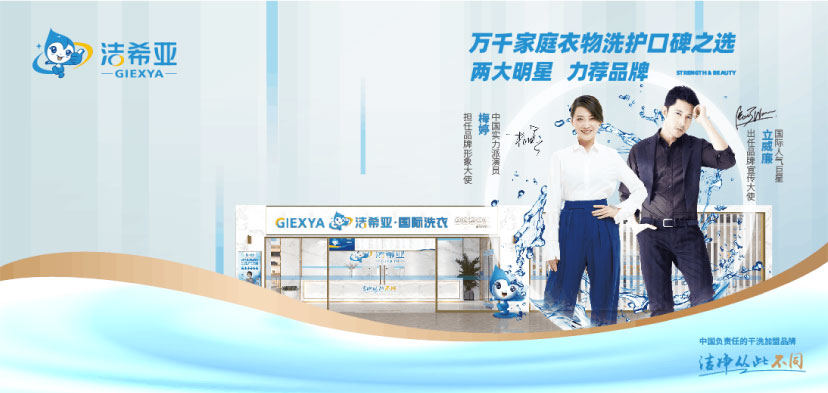 洁希亚
GIEXYA
万千家庭衣物洗护口碑之选
两大明星 力荐品牌
STRENGTH & BEAUTY
中国实力派演员
梅婷
担任品牌形象大使
国际人气巨星
立威廉
出任品牌宣传大使
GIEXYA 洁希亚·国际洗衣
中国负责任的干洗加盟品牌
洁净从此不同